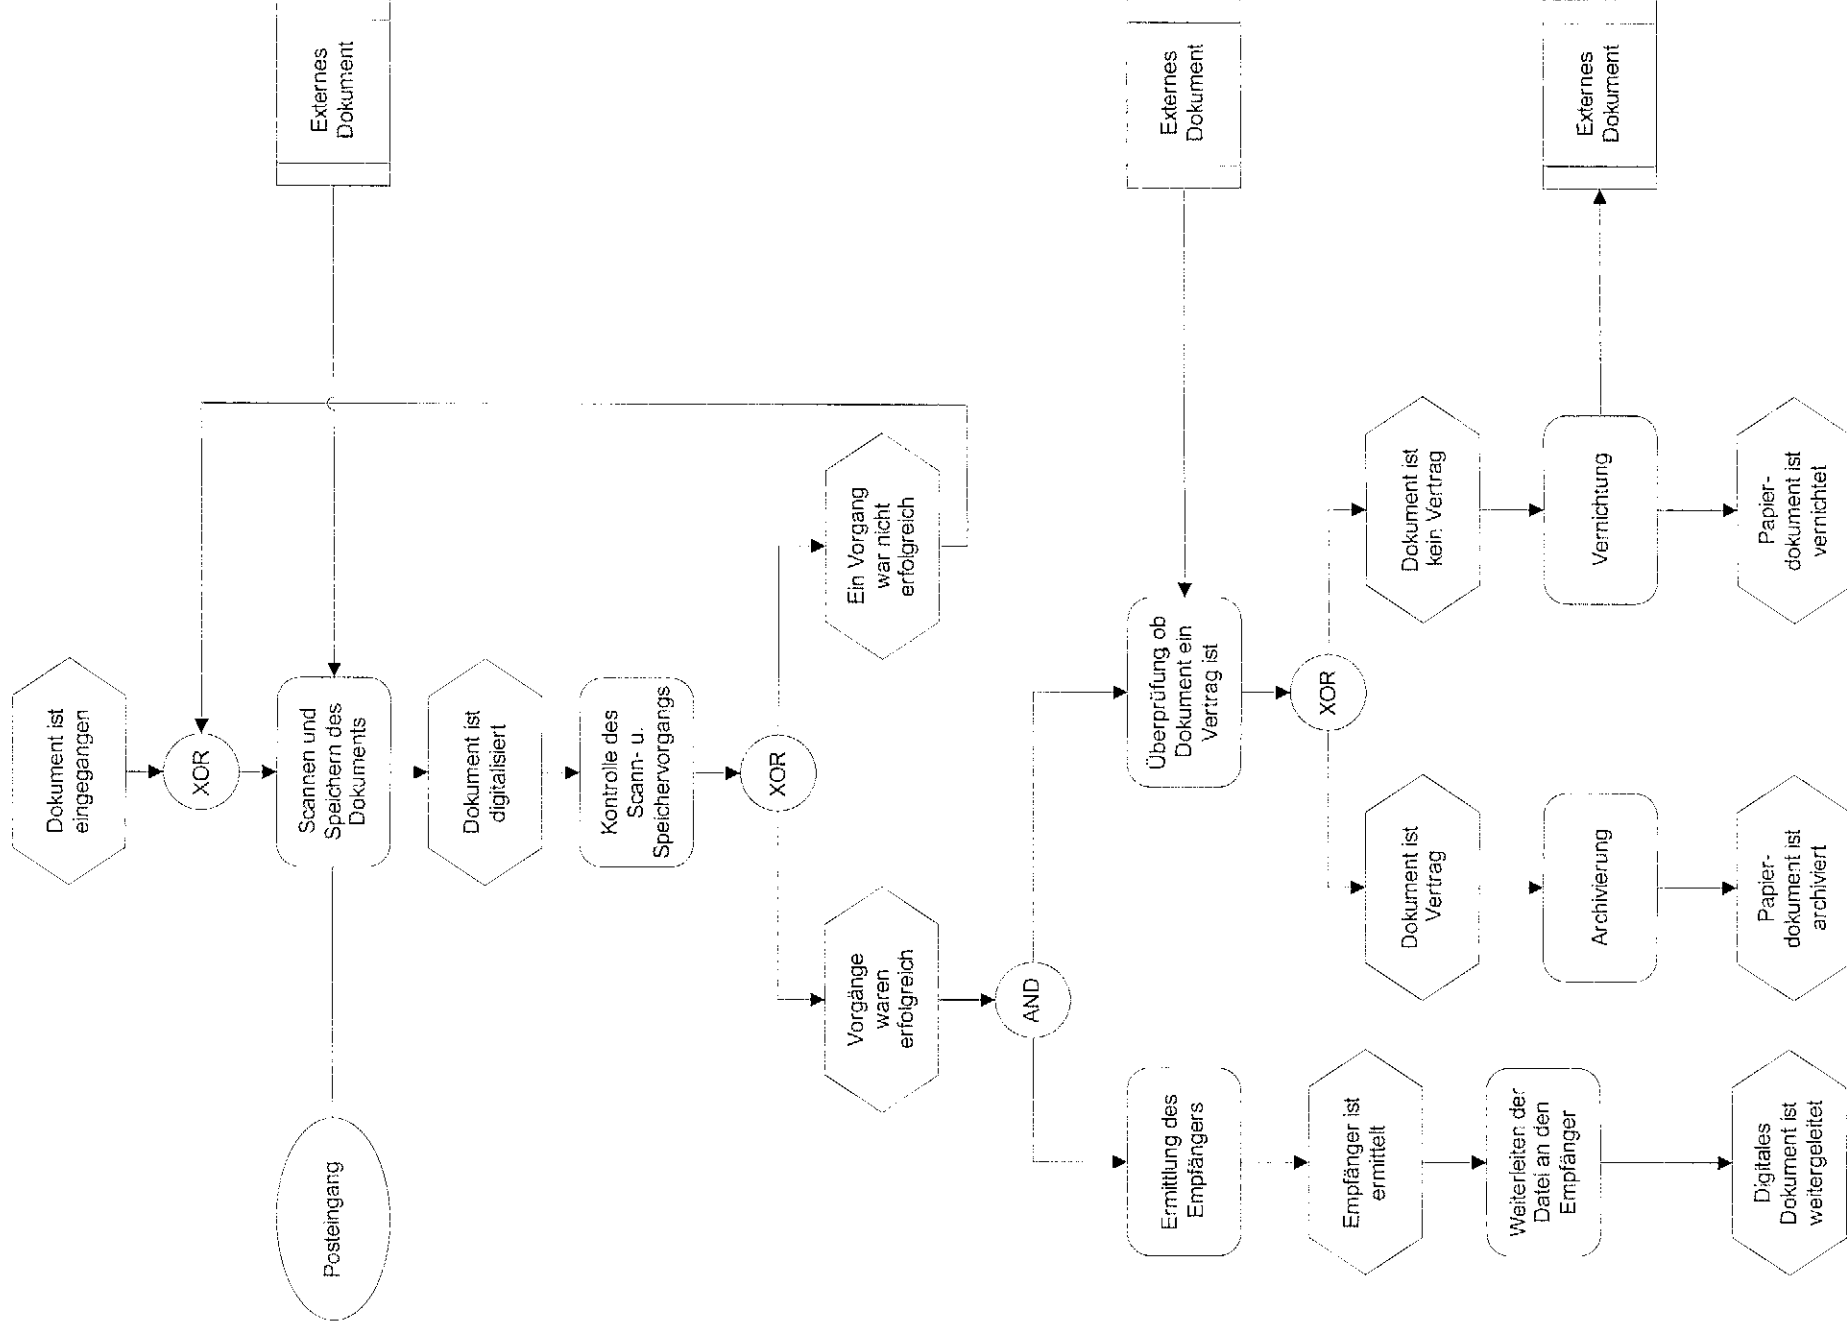 Dokument ist
eingegangen
XOR
Externes
Dokument
Scannen und
Speichern des
Dokuments
Posteingang
Dokument ist
digitalisiert
Kontrolle des
Scann- u.
Speichervorgangs
XOR
Ein Vorgang
war nicht
erfolgreich
Vorgänge
waren
erfolgreich
AND
Externes
Dokument
Überprüfung ob
Dokument ein
Vertrag ist
Ermittlung des
Empfängers
XOR
Empfänger ist
ermittelt
Dokument ist
Vertrag
Dokument ist
kein Vertrag
Externes
Dokument
Vernichtung
Archivierung
Weiterleiten der
Datei an den
Empfänger
Papier-
dokument ist
vernichtet
Papier-
dokument ist
archiviert
Digitales
Dokument ist
weitergeleitet